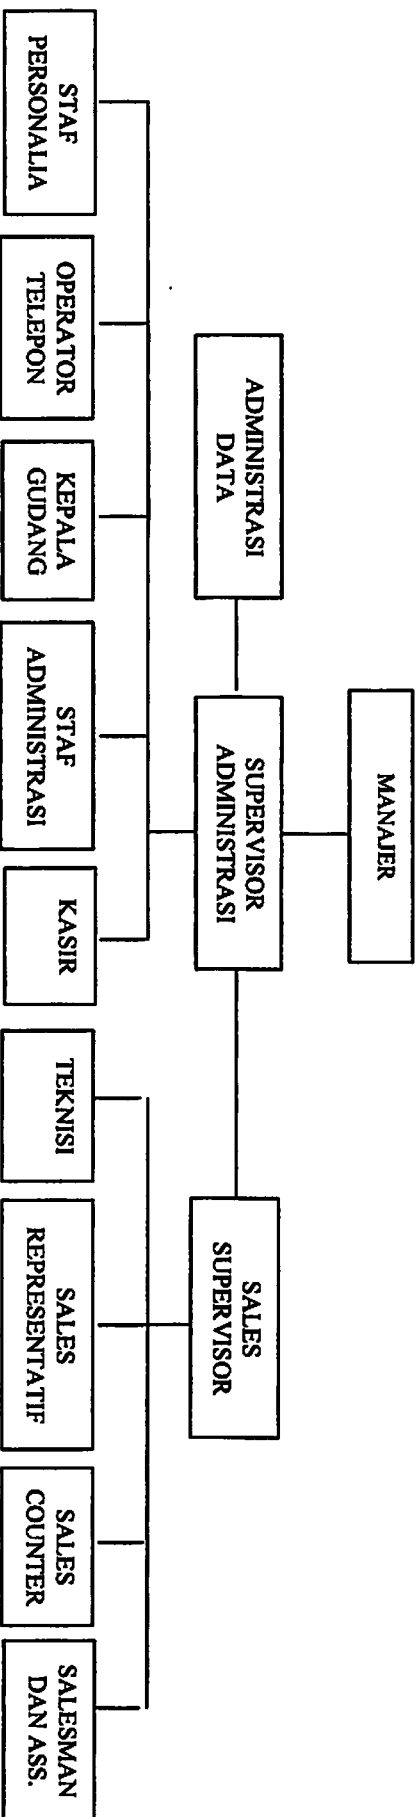 MANAJER
ADMINISTRASI
DATA
SUPERVISOR
ADMINISTRASI
SALES
SUPERVISOR
STAF
PERSONALIA
OPERATOR
TELEPON
KEPALA
GUDANG
STAF
ADMINISTRASI
KASIR
TEKNISI
SALES
REPRESENTATIF
SALES
COUNTER
SALESMAN
DAN ASS.